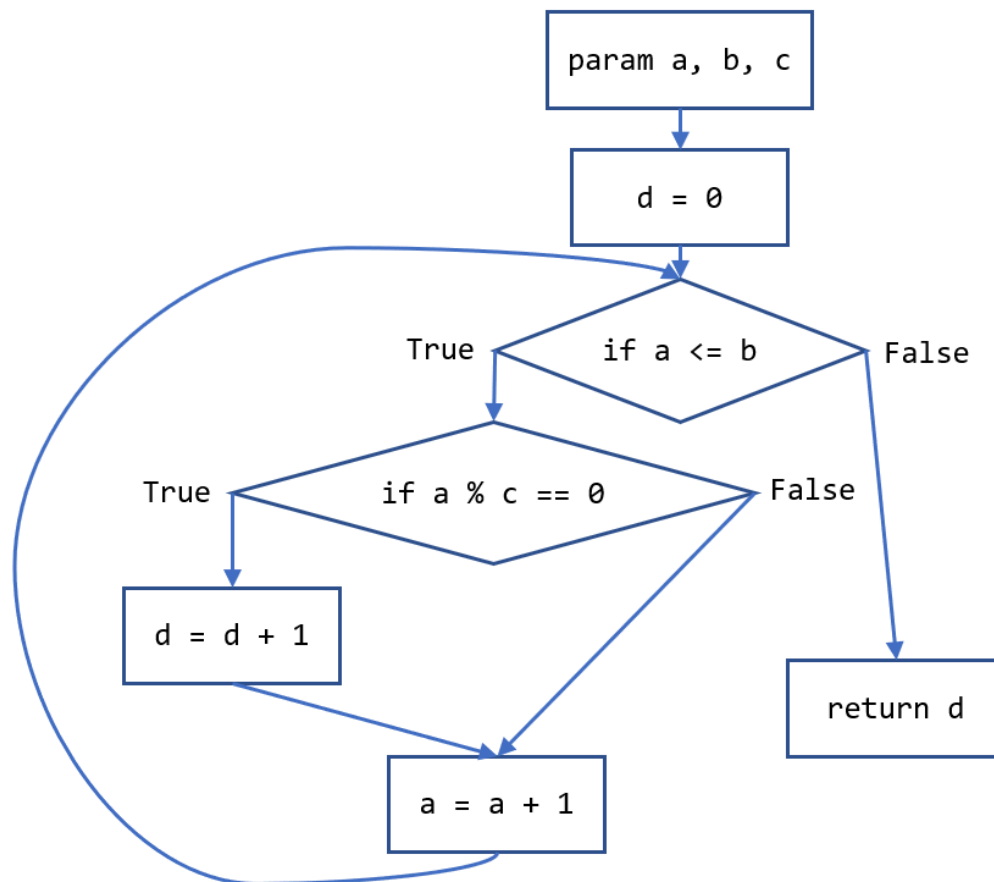 param a, b, c
d = 0
True
if a <= b
False
True
if a % c == 0
False
d = d + 1
return d
a = a + 1